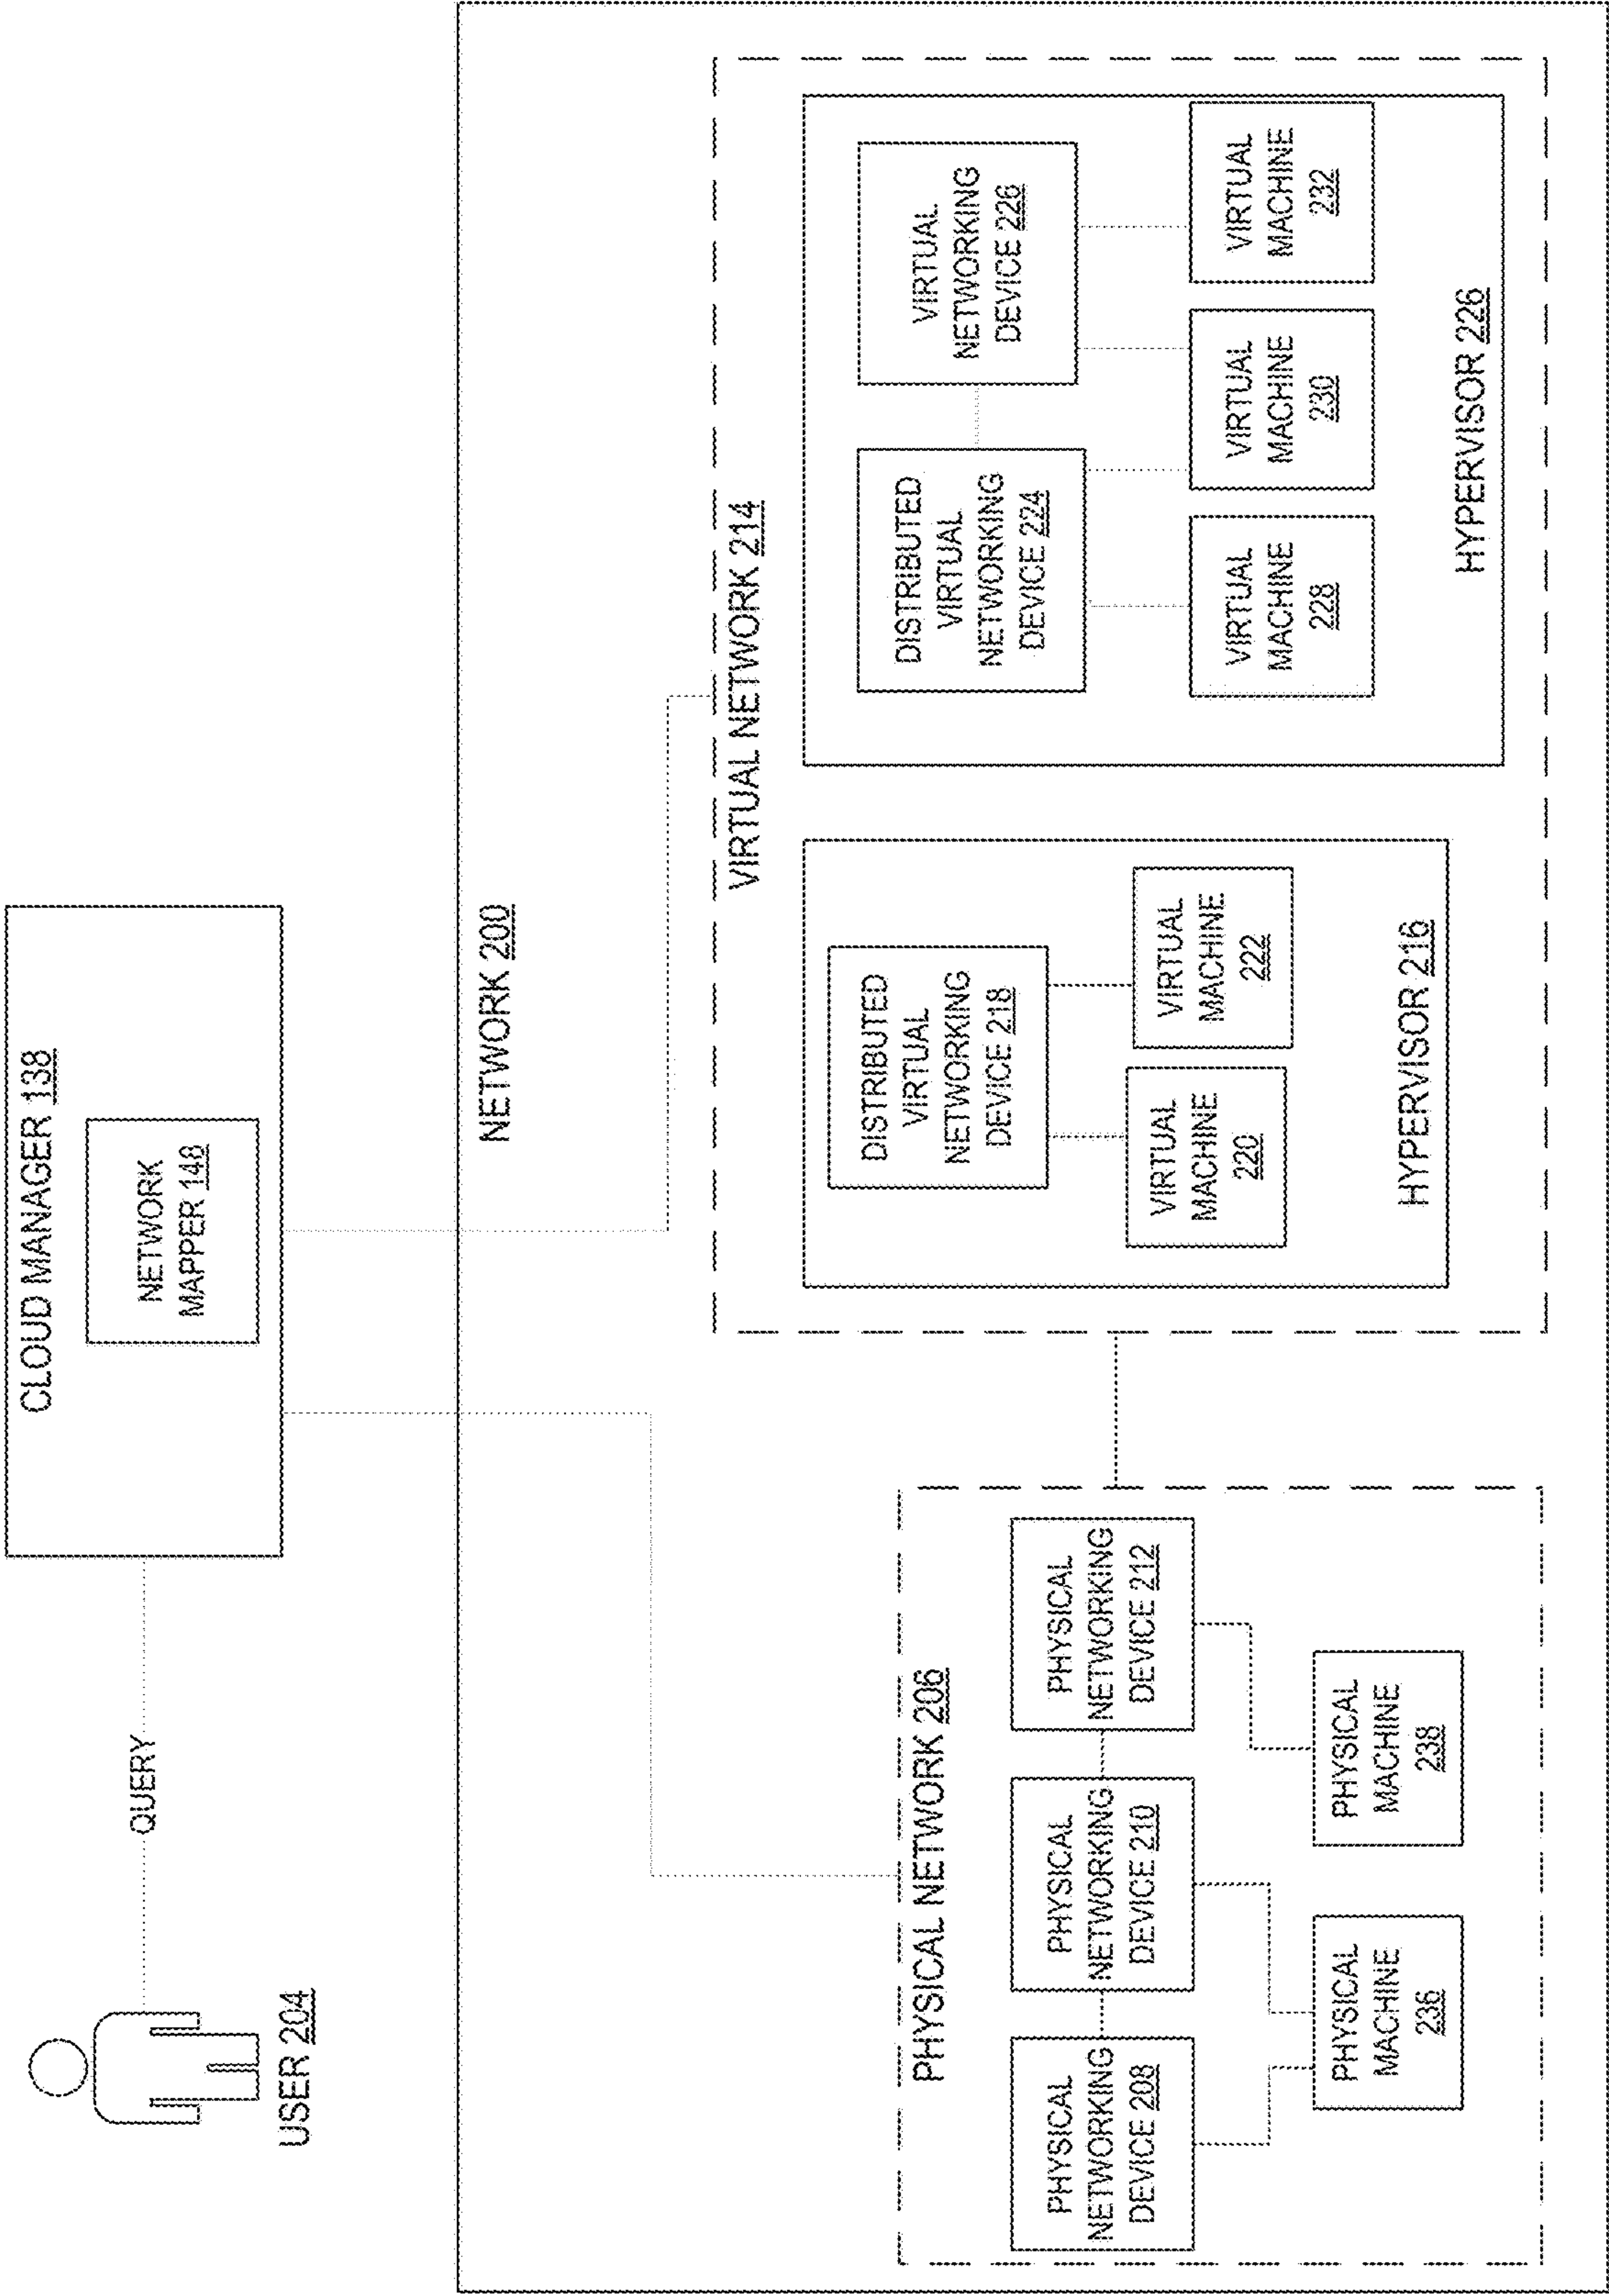 USER 204
QUERY
CLOUD MANAGER 138
NETWORK
MAPPER 148
NETWORK 200
PHYSICAL NETWORK 206
PHYSICAL
NETWORKING
DEVICE 208
PHYSICAL
NETWORKING
DEVICE 210
PHYSICAL
NETWORKING
DEVICE 212
PHYSICAL
MACHINE
236
PHYSICAL
MACHINE
238
VIRTUAL NETWORK 214
DISTRIBUTED
VIRTUAL
NETWORKING
DEVICE 218
VIRTUAL
MACHINE
220
VIRTUAL
MACHINE
222
HYPERVISOR 216
DISTRIBUTED
VIRTUAL
NETWORKING
DEVICE 224
VIRTUAL
NETWORKING
DEVICE 226
VIRTUAL
MACHINE
228
VIRTUAL
MACHINE
230
VIRTUAL
MACHINE
232
HYPERVISOR 226